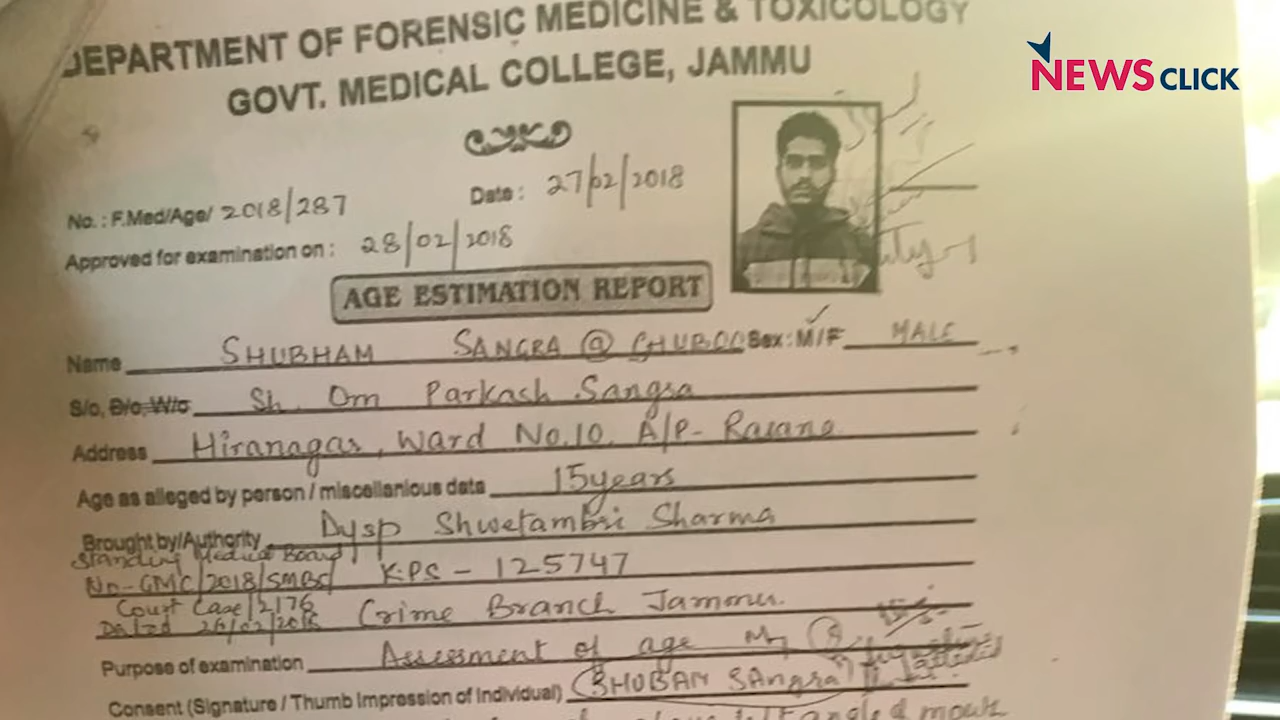 DEPARTMENT OF FORENSIC MEDICINE & TOXICOLOGY
GOVT. MEDICAL COLLEGE, JAMMU
NEWSCLICK
No. : F.Med/Age/ 2018/287 Date : 27/02/2018
Approved for examination on : 28/02/2018
AGE ESTIMATION REPORT
Name SHUBHAM SANGRA @ Sex : M/F MALE
S/o, D/o, W/o Sh. Om Parkash Sangra
Address Hiranagar, Ward No.10, A/P-
Age as alleged by person / miscellanious data 15years
Brought by/Authority Dysp Shwetambri Sharma
Standing Medical Board
No-GMC/2018/SMBS/ KPS - 125747
Court Case/2176 Crime Branch Jammu.
Dated 26/02/2018
Purpose of examination Assessment of age
Consent (Signature / Thumb Impression of Individual) (SHUBAM SAngra)